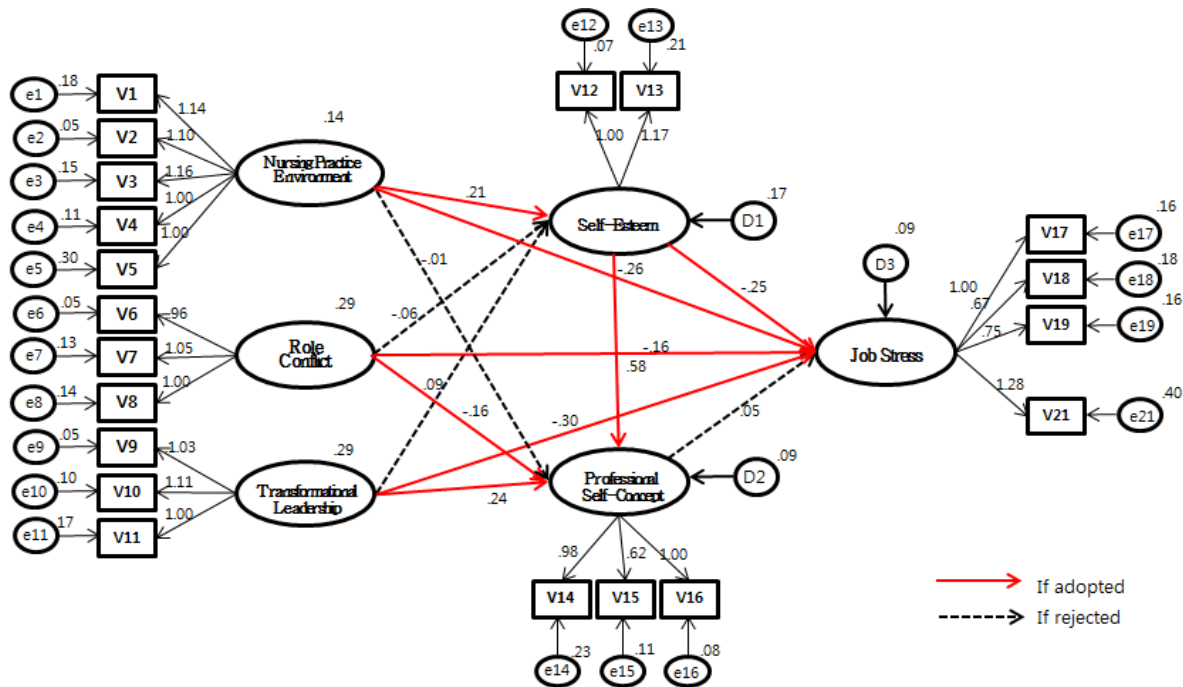 e12
e13
.07
.21
V12
V13
1.00
1.17
e1
.18
V1
e2
.05
V2
e3
.15
V3
e4
.11
V4
e5
.30
V5
1.14
1.10
1.16
1.00
1.00
.14
Nursing Practice
Environment
.21
Self-Esteem
.17
D1
-.01
-.26
-.25
e6
.05
V6
e7
.13
V7
e8
.14
V8
.96
1.05
1.00
.29
Role
Conflict
-.06
-.16
.58
.09
-.16
.09
D3
Job Stress
1.00
.67
.75
1.28
V17
.16
e17
V18
.18
e18
V19
.16
e19
V21
.40
e21
e9
.05
V9
e10
.10
V10
e11
.17
V11
1.03
1.11
1.00
.29
Transformational
Leadership
-.30
.24
.05
Professional
Self-Concept
.09
D2
.98
.62
1.00
V14
V15
V16
.23
.11
.08
e14
e15
e16
If adopted
If rejected